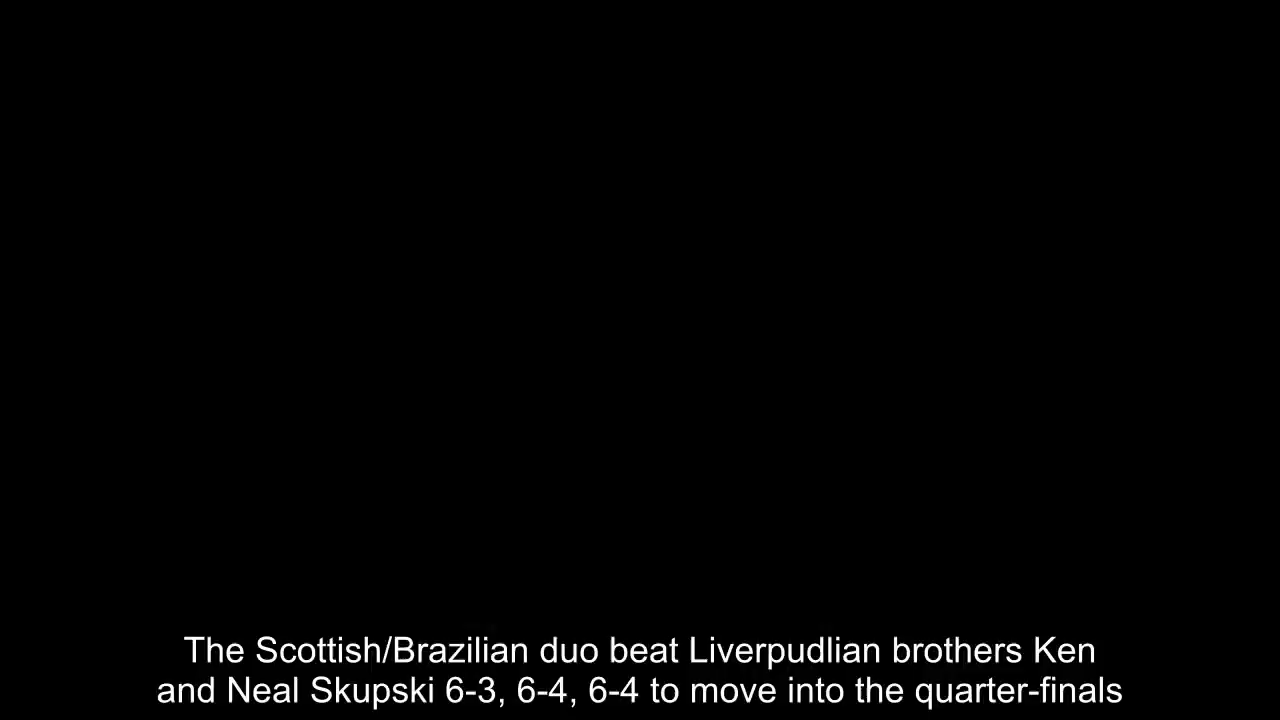 The Scottish/Brazilian duo beat Liverpudlian brothers Ken
and Neal Skupski 6-3, 6-4, 6-4 to move into the quarter-finals